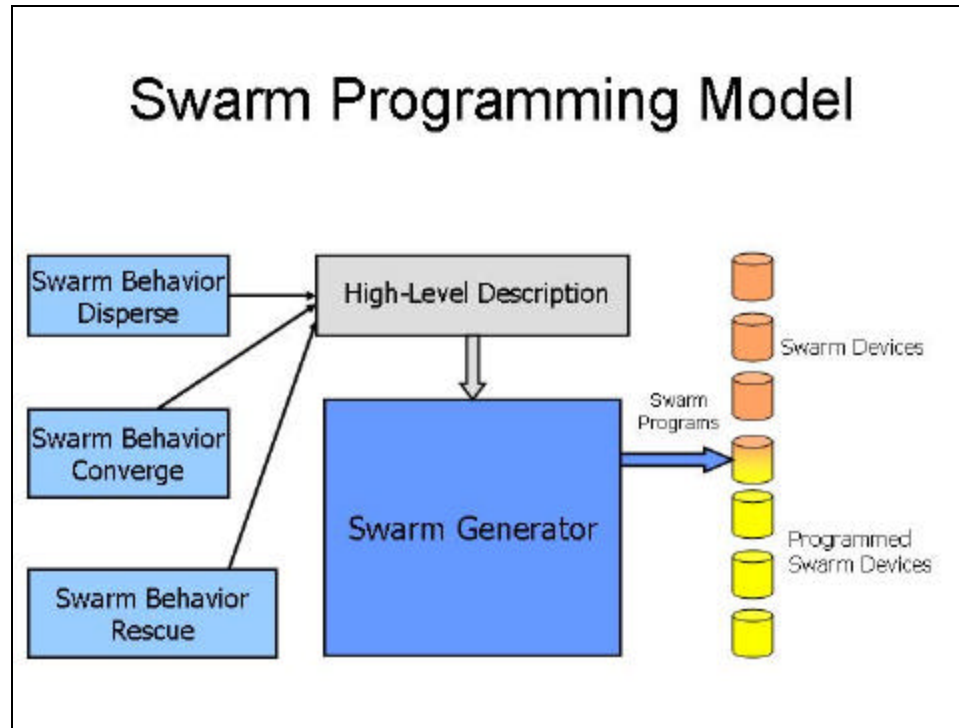 Swarm Programming Model
Swarm Behavior
Disperse
High-Level Description
Swarm Devices
Swarm
Programs
Swarm Behavior
Converge
Swarm Generator
Programmed
Swarm Devices
Swarm Behavior
Rescue